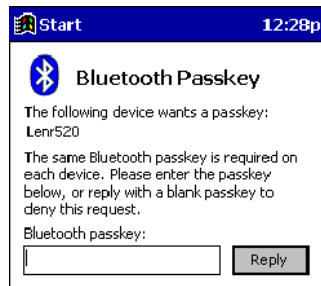 Start 12:28p
Bluetooth Passkey
The following device wants a passkey:
Lenr520
The same Bluetooth passkey is required on
each device. Please enter the passkey
below, or reply with a blank passkey to
deny this request.
Bluetooth passkey:
Reply